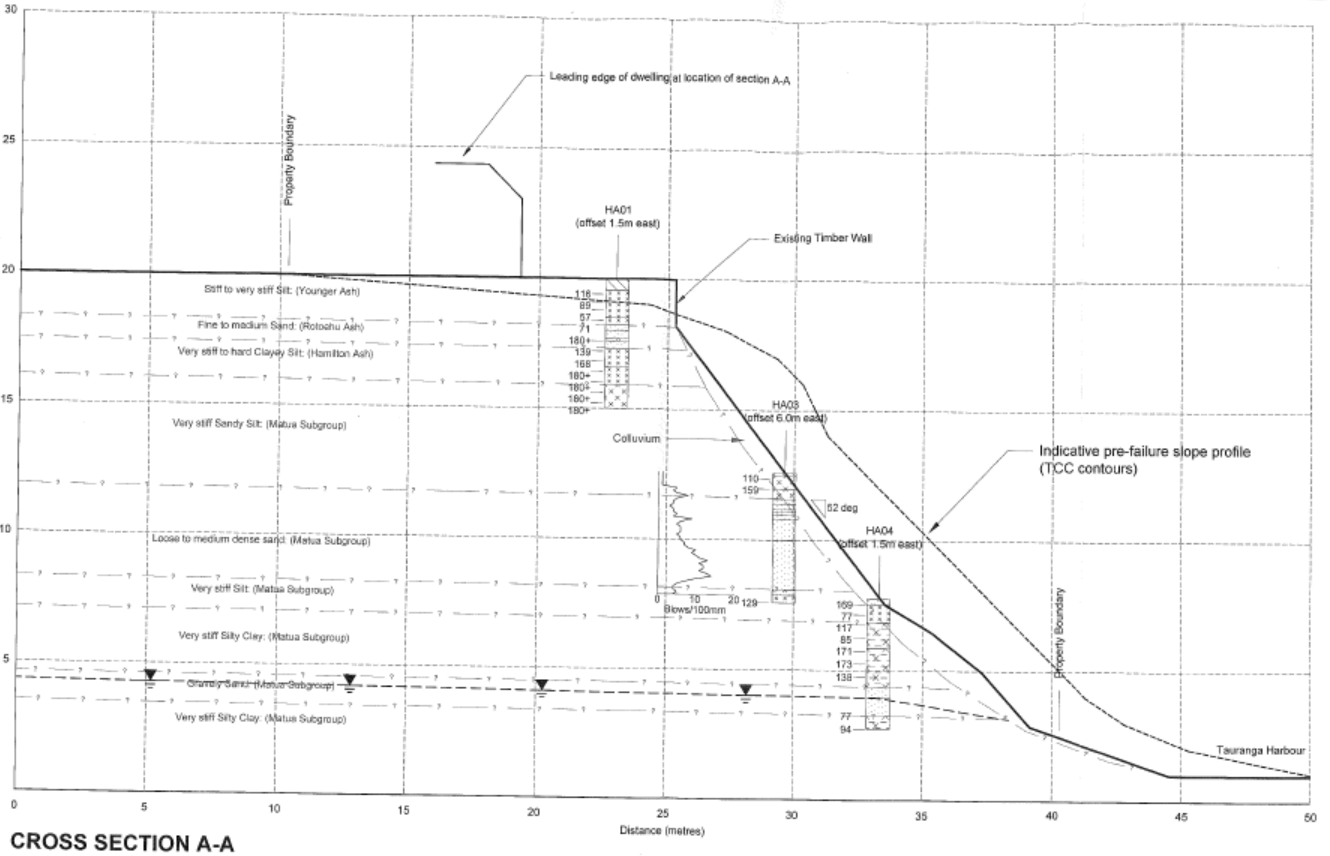 30
Leading edge of dwelling at location of section A-A
25
Property Boundary
HA01
(offset 1.5m east)
Existing Timber Wall
20
Stiff to very stiff Silt: (Younger Ash)
116
89
57
Fine to medium Sand: (Rotoehu Ash)
71
180+
Very stiff to hard Clayey Silt: (Hamilton Ash)
139
168
180+
180+
180+
180+
15
HA03
(offset 6.0m east)
Very stiff Sandy Silt: (Matua Subgroup)
Colluvium
Indicative pre-failure slope profile
(TCC contours)
110
159
52 deg
10
HA04
(offset 1.5m east)
Loose to medium dense sand: (Matua Subgroup)
Very stiff Silt: (Matua Subgroup)
0 10 20
Blows/100mm
129
169
77
117
85
171
173
138
Property Boundary
Very stiff Silty Clay: (Matua Subgroup)
5
Gravely Sand: (Matua Subgroup)
Very stiff Silty Clay: (Matua Subgroup)
77
94
Tauranga Harbour
0
0 5 10 15 20 25 30 35 40 45 50
Distance (metres)
CROSS SECTION A-A